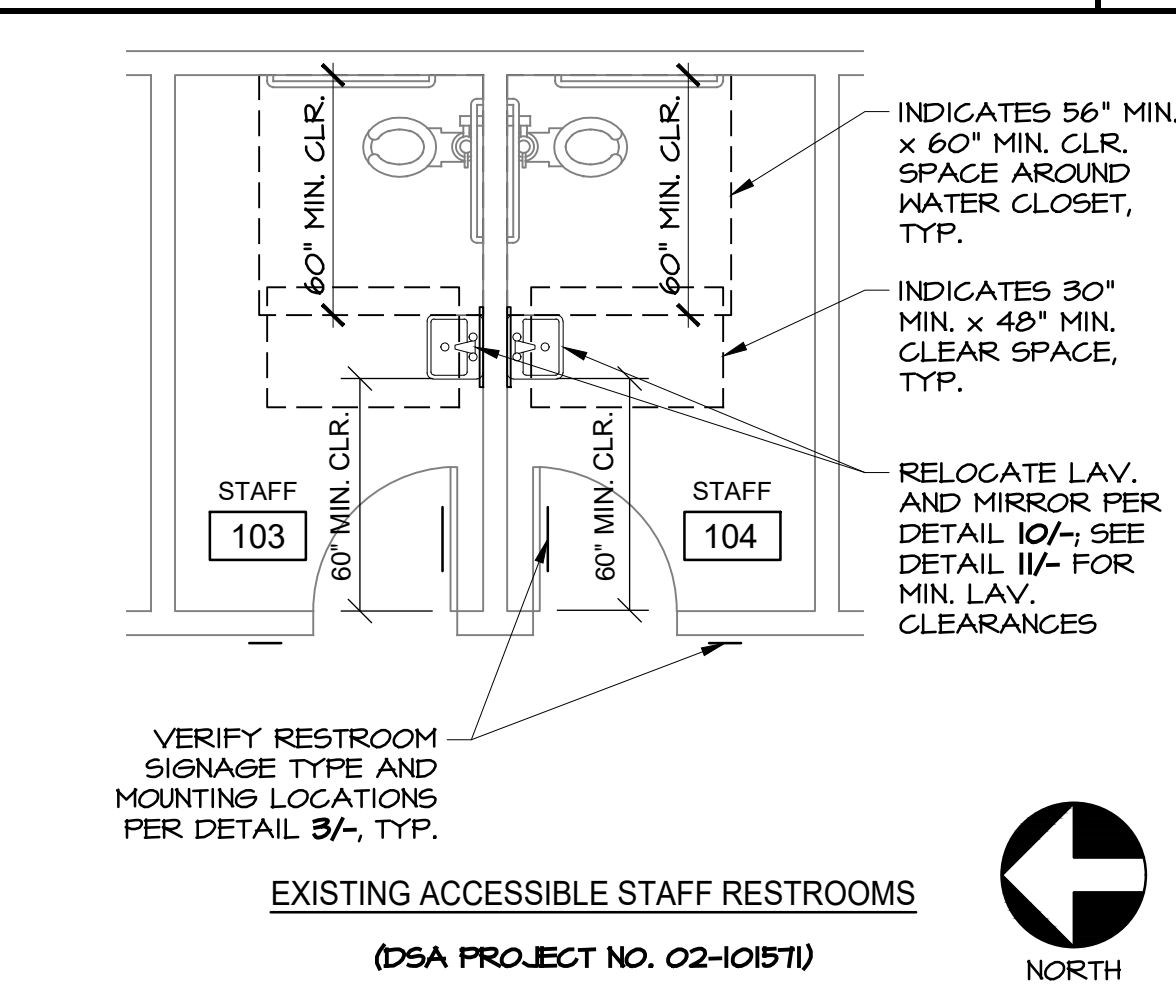 60" MIN. CLR.
60" MIN. CLR.
INDICATES 56" MIN.
x 60" MIN. CLR.
SPACE AROUND
WATER CLOSET,
TYP.
INDICATES 30"
MIN. x 48" MIN.
CLEAR SPACE,
TYP.
60" MIN. CLR.
60" MIN. CLR.
STAFF
103
STAFF
104
RELOCATE LAV.
AND MIRROR PER
DETAIL 10/-; SEE
DETAIL 11/- FOR
MIN. LAV.
CLEARANCES
VERIFY RESTROOM
SIGNAGE TYPE AND
MOUNTING LOCATIONS
PER DETAIL 3/-, TYP.
EXISTING ACCESSIBLE STAFF RESTROOMS
(DSA PROJECT NO. 02-101571)
NORTH